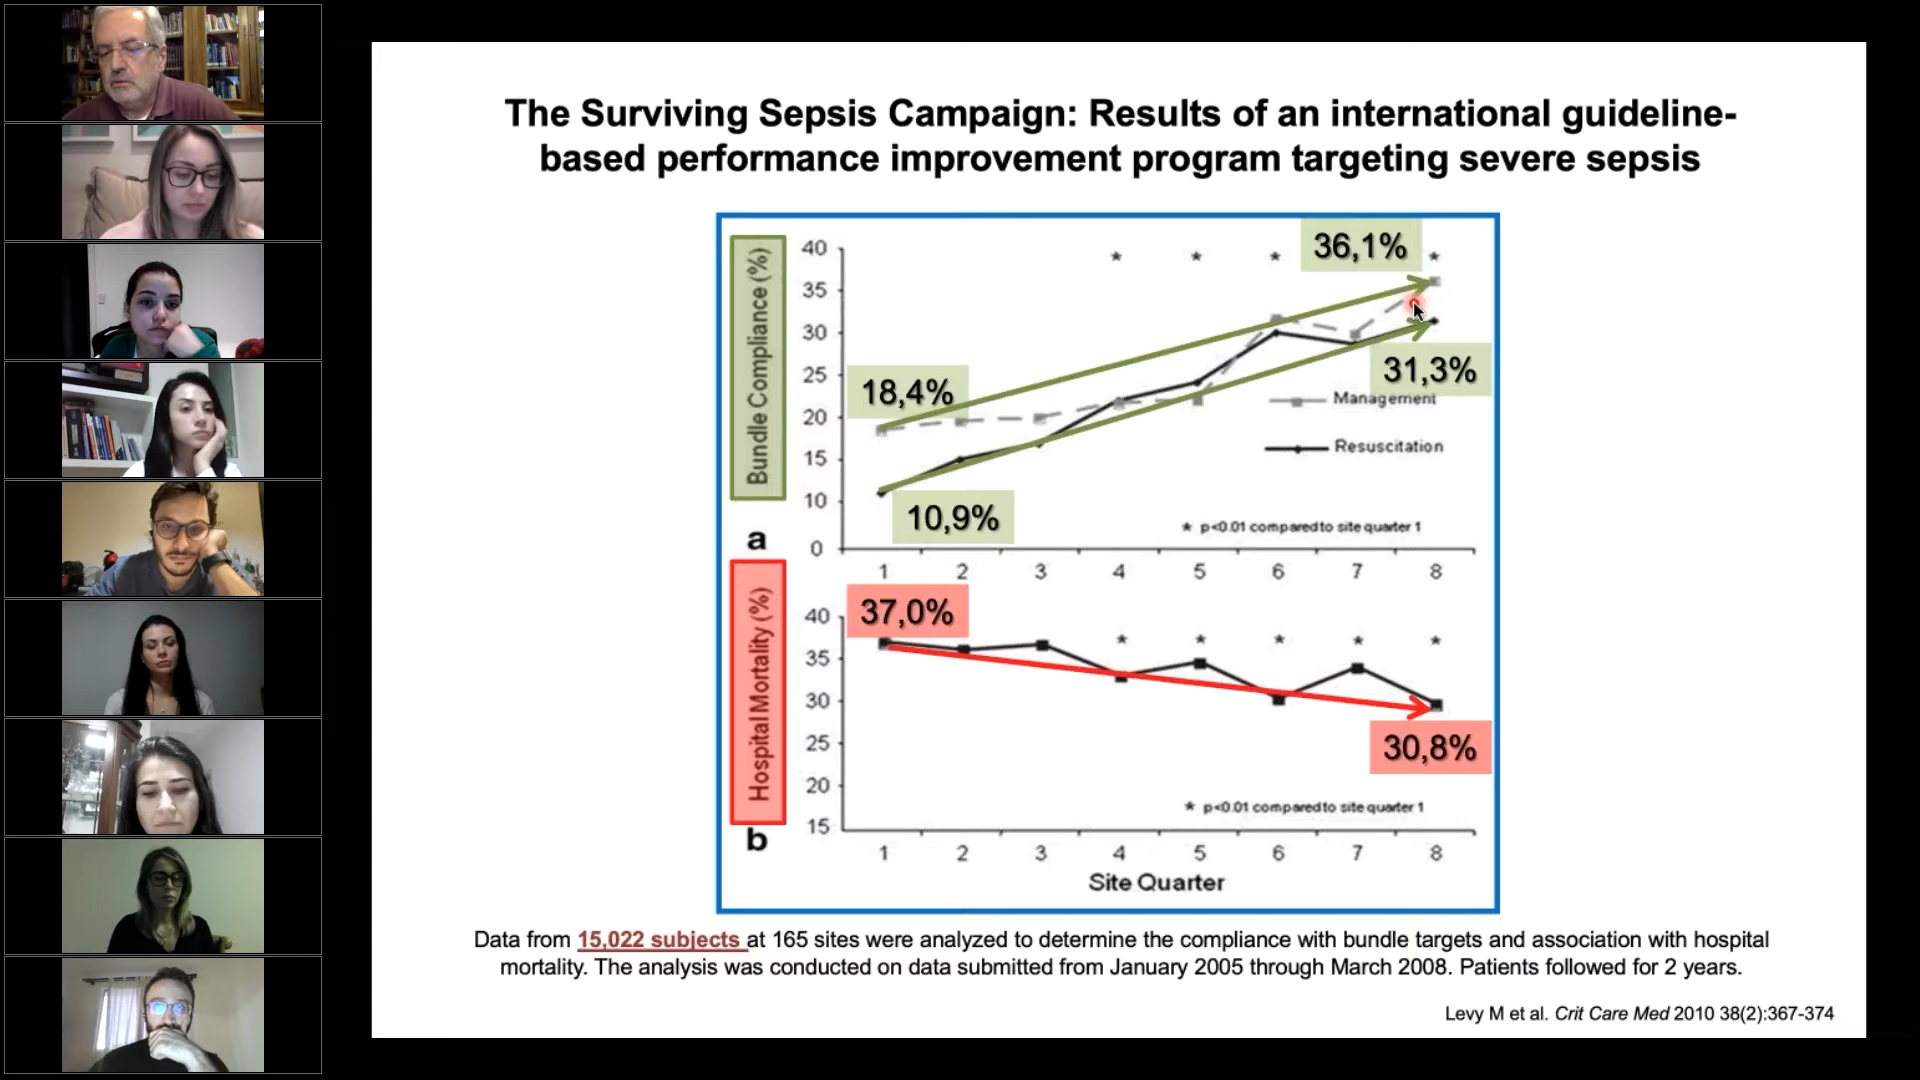 The Surviving Sepsis Campaign: Results of an international guideline-
based performance improvement program targeting severe sepsis
Bundle Compliance (%)
40
35
30
25
20
15
10
0
* * * *
36,1%
18,4%
31,3%
10,9%
Management
Resuscitation
* p<0.01 compared to site quarter 1
a
1 2 3 4 5 6 7 8
Hospital Mortality (%)
40
35
30
25
20
15
37,0%
* * * * *
30,8%
* p<0.01 compared to site quarter 1
b
1 2 3 4 5 6 7 8
Site Quarter
Data from 15,022 subjects at 165 sites were analyzed to determine the compliance with bundle targets and association with hospital
mortality. The analysis was conducted on data submitted from January 2005 through March 2008. Patients followed for 2 years.
Levy M et al. Crit Care Med 2010 38(2):367-374